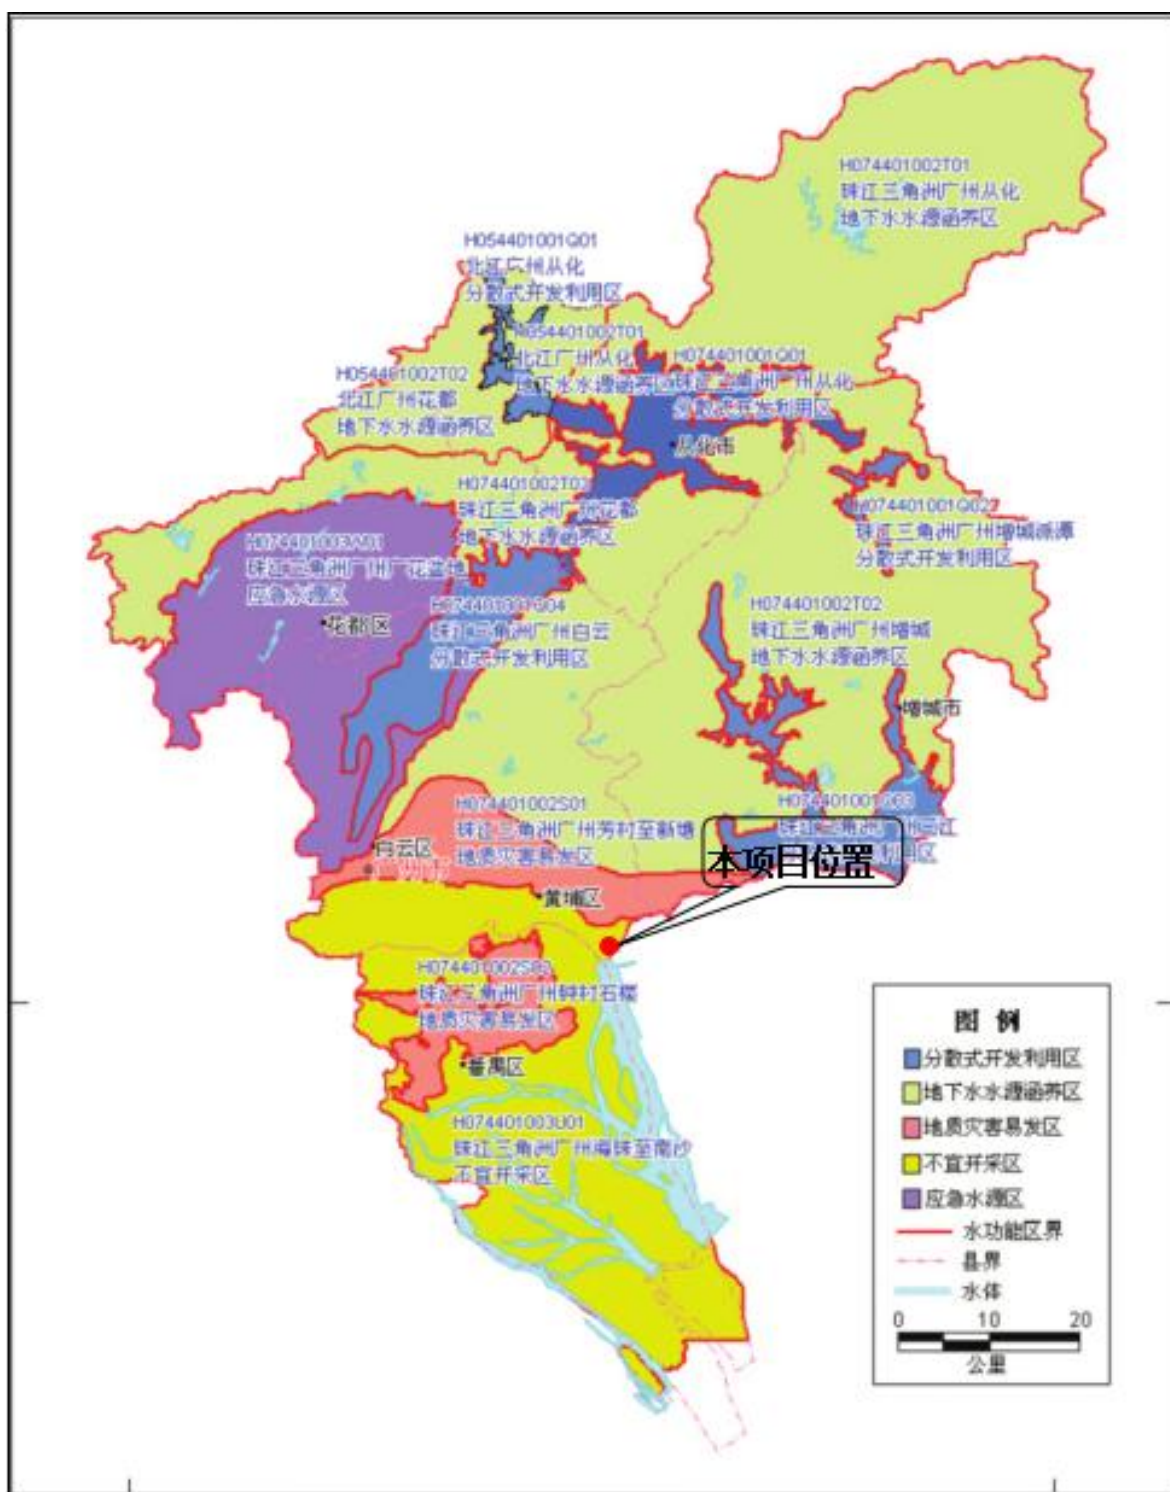 H074401002T01
珠江三角洲广州从化
地下水水源涵养区
H054401001Q01
北江广州从化
分散式开发利用区
H054401002T01
北江广州从化
地下水水源涵养区
H054401002T02
北江广州花都
地下水水源涵养区
H074401001Q01
珠江三角洲广州从化
分散式开发利用区
从化市
H074401002T03
珠江三角洲广州花都
地下水水源涵养区
H074401001Q02
珠江三角洲广州增城派潭
分散式开发利用区
H074401003A01
珠江三角洲广州广花盆地
应急水源区
花都区
H074401001Q04
珠江三角洲广州白云
分散式开发利用区
H074401002T02
珠江三角洲广州增城
地下水水源涵养区
增城市
H074401002S01
珠江三角洲广州芳村至新塘
地质灾害易发区
H074401001Q03
珠江三角洲广州三江
利用区
本项目位置
白云区
黄埔区
H074401002S02
珠江三角洲广州钟村石楼
地质灾害易发区
番禺区
H074401003U01
珠江三角洲广州海珠至南沙
不宜开采区
图 例
分散式开发利用区
地下水水源涵养区
地质灾害易发区
不宜开采区
应急水源区
水功能区界
县界
水体
0 10 20
公里